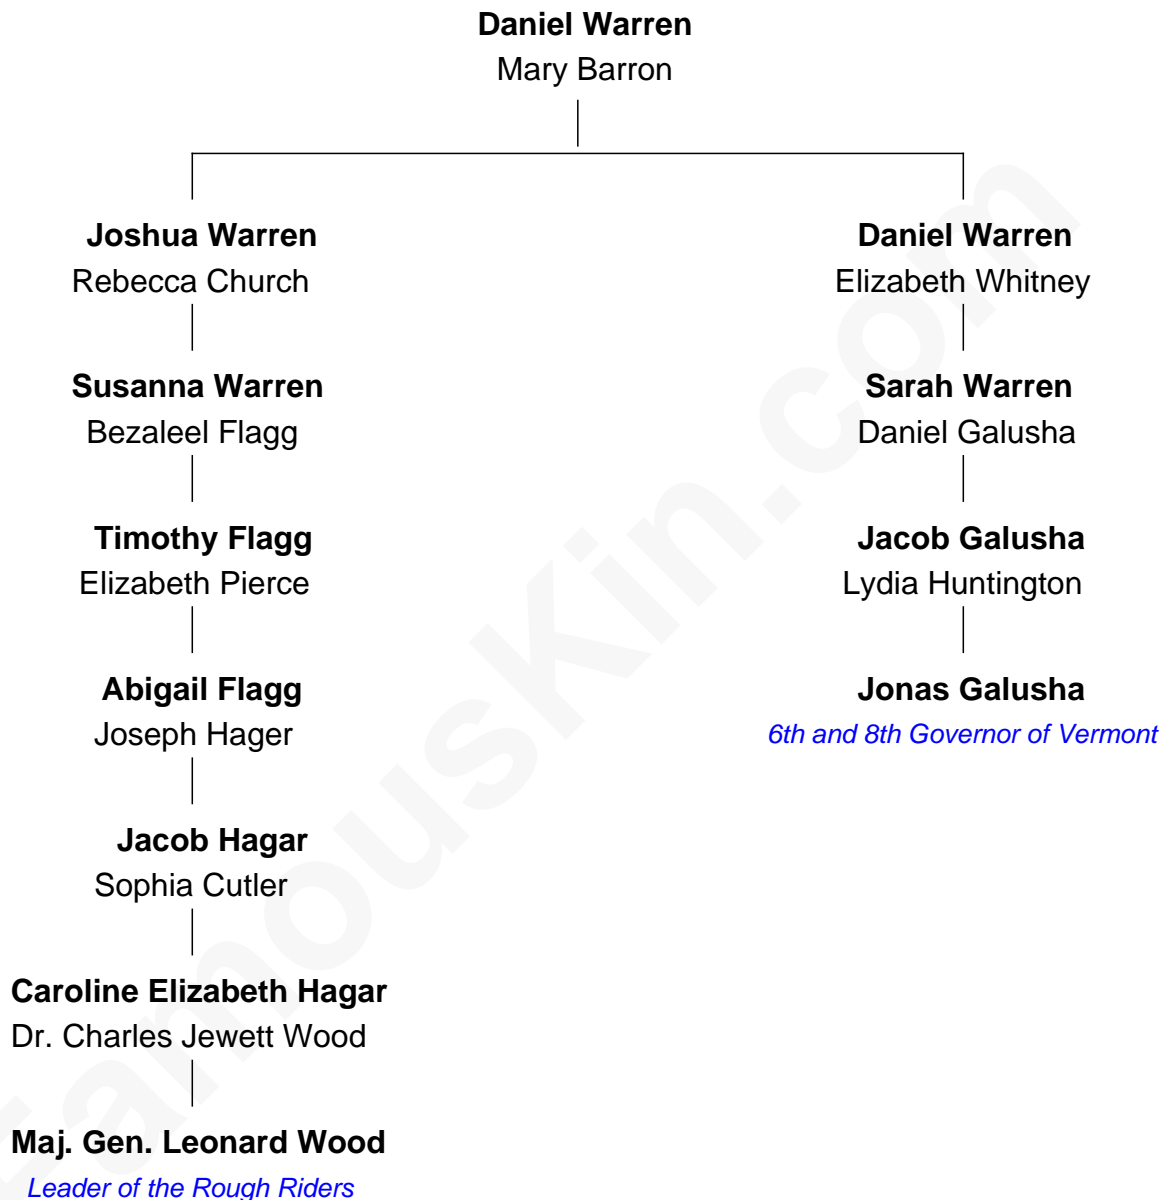 Daniel Warren
Mary Barron
Joshua Warren
Rebecca Church
Daniel Warren
Elizabeth Whitney
Susanna Warren
Bezaleel Flagg
Sarah Warren
Daniel Galusha
Timothy Flagg
Elizabeth Pierce
Jacob Galusha
Lydia Huntington
Abigail Flagg
Joseph Hager
Jonas Galusha
6th and 8th Governor of Vermont
Jacob Hagar
Sophia Cutler
Caroline Elizabeth Hagar
Dr. Charles Jewett Wood
Maj. Gen. Leonard Wood
Leader of the Rough Riders
FamousKin.com